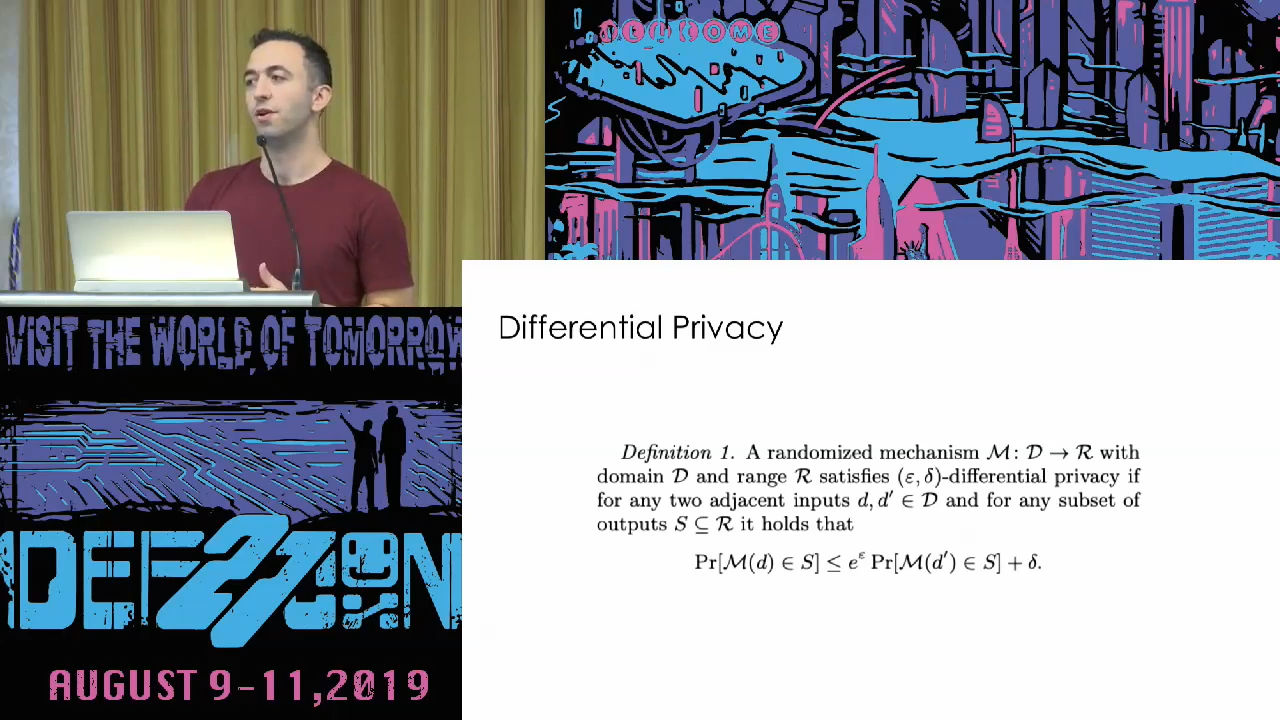 WELCOME
VISIT THE WORLD OF TOMORROW
DEFCON 27
AUGUST 9-11,2019
Differential Privacy
Definition 1. A randomized mechanism ℳ: 𝒟 → ℛ with
domain 𝒟 and range ℛ satisfies (ε, δ)-differential privacy if
for any two adjacent inputs d, d′ ∈ 𝒟 and for any subset of
outputs S ⊆ ℛ it holds that
Pr[ℳ(d) ∈ S] ≤ e^ε Pr[ℳ(d′) ∈ S] + δ.